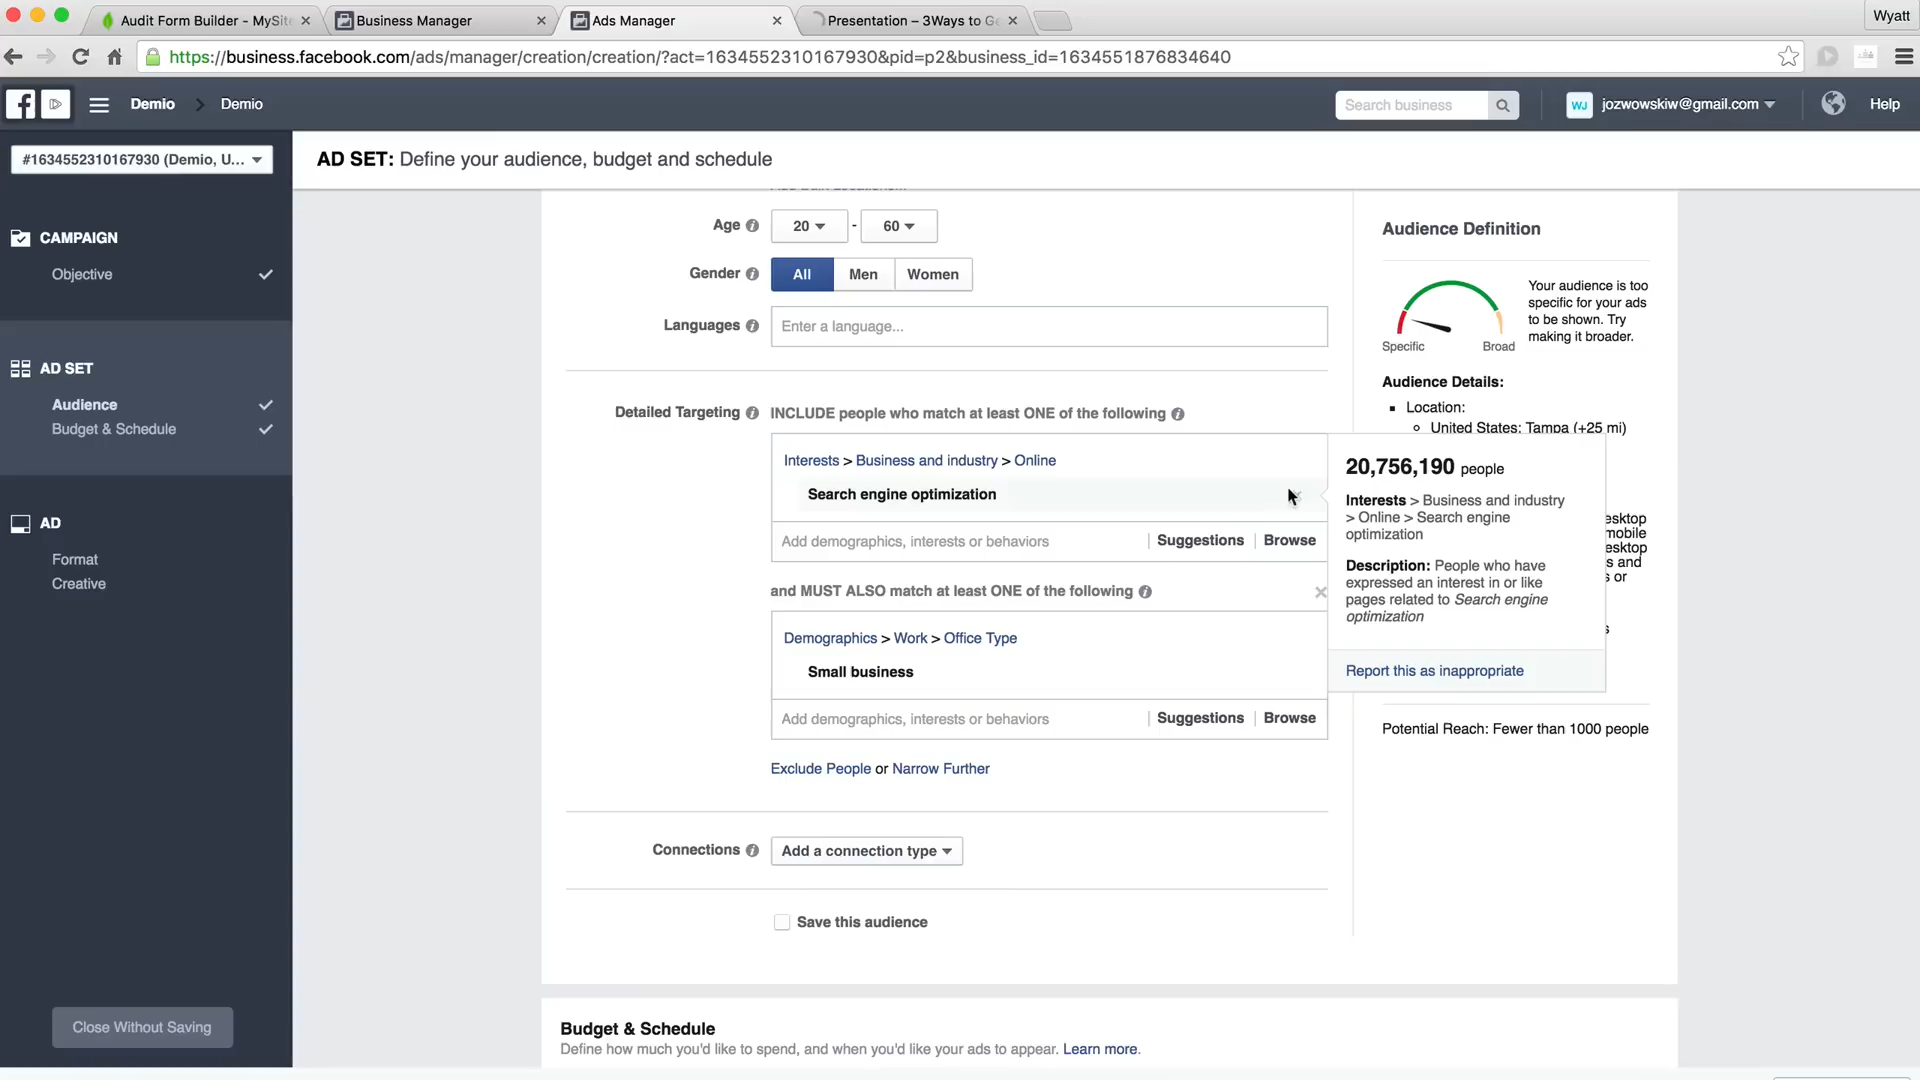 Audit Form Builder - MySit
Business Manager
Ads Manager
Presentation – 3Ways to Ge
Wyatt
https://business.facebook.com/ads/manager/creation/creation/?act=1634552310167930&pid=p2&business_id=1634551876834640
Demio
Demio
Search business
WJ
jozwowskiw@gmail.com
Help
#1634552310167930 (Demio, U...
AD SET: Define your audience, budget and schedule
CAMPAIGN
Objective
AD SET
Audience
Budget & Schedule
AD
Format
Creative
Close Without Saving
Age
20
-
60
Gender
All
Men
Women
Languages
Enter a language...
Detailed Targeting
INCLUDE people who match at least ONE of the following
Interests > Business and industry > Online
Search engine optimization
Add demographics, interests or behaviors
Suggestions
Browse
and MUST ALSO match at least ONE of the following
Demographics > Work > Office Type
Small business
Add demographics, interests or behaviors
Suggestions
Browse
Exclude People or Narrow Further
Connections
Add a connection type
Save this audience
Budget & Schedule
Define how much you'd like to spend, and when you'd like your ads to appear. Learn more.
Audience Definition
Your audience is too
specific for your ads
to be shown. Try
making it broader.
Specific
Broad
Audience Details:
Location:
United States: Tampa (+25 mi)
20,756,190 people
Interests > Business and industry
> Online > Search engine
optimization
Description: People who have
expressed an interest in or like
pages related to Search engine
optimization
Report this as inappropriate
esktop
mobile
esktop
s and
s or
s
Potential Reach: Fewer than 1000 people